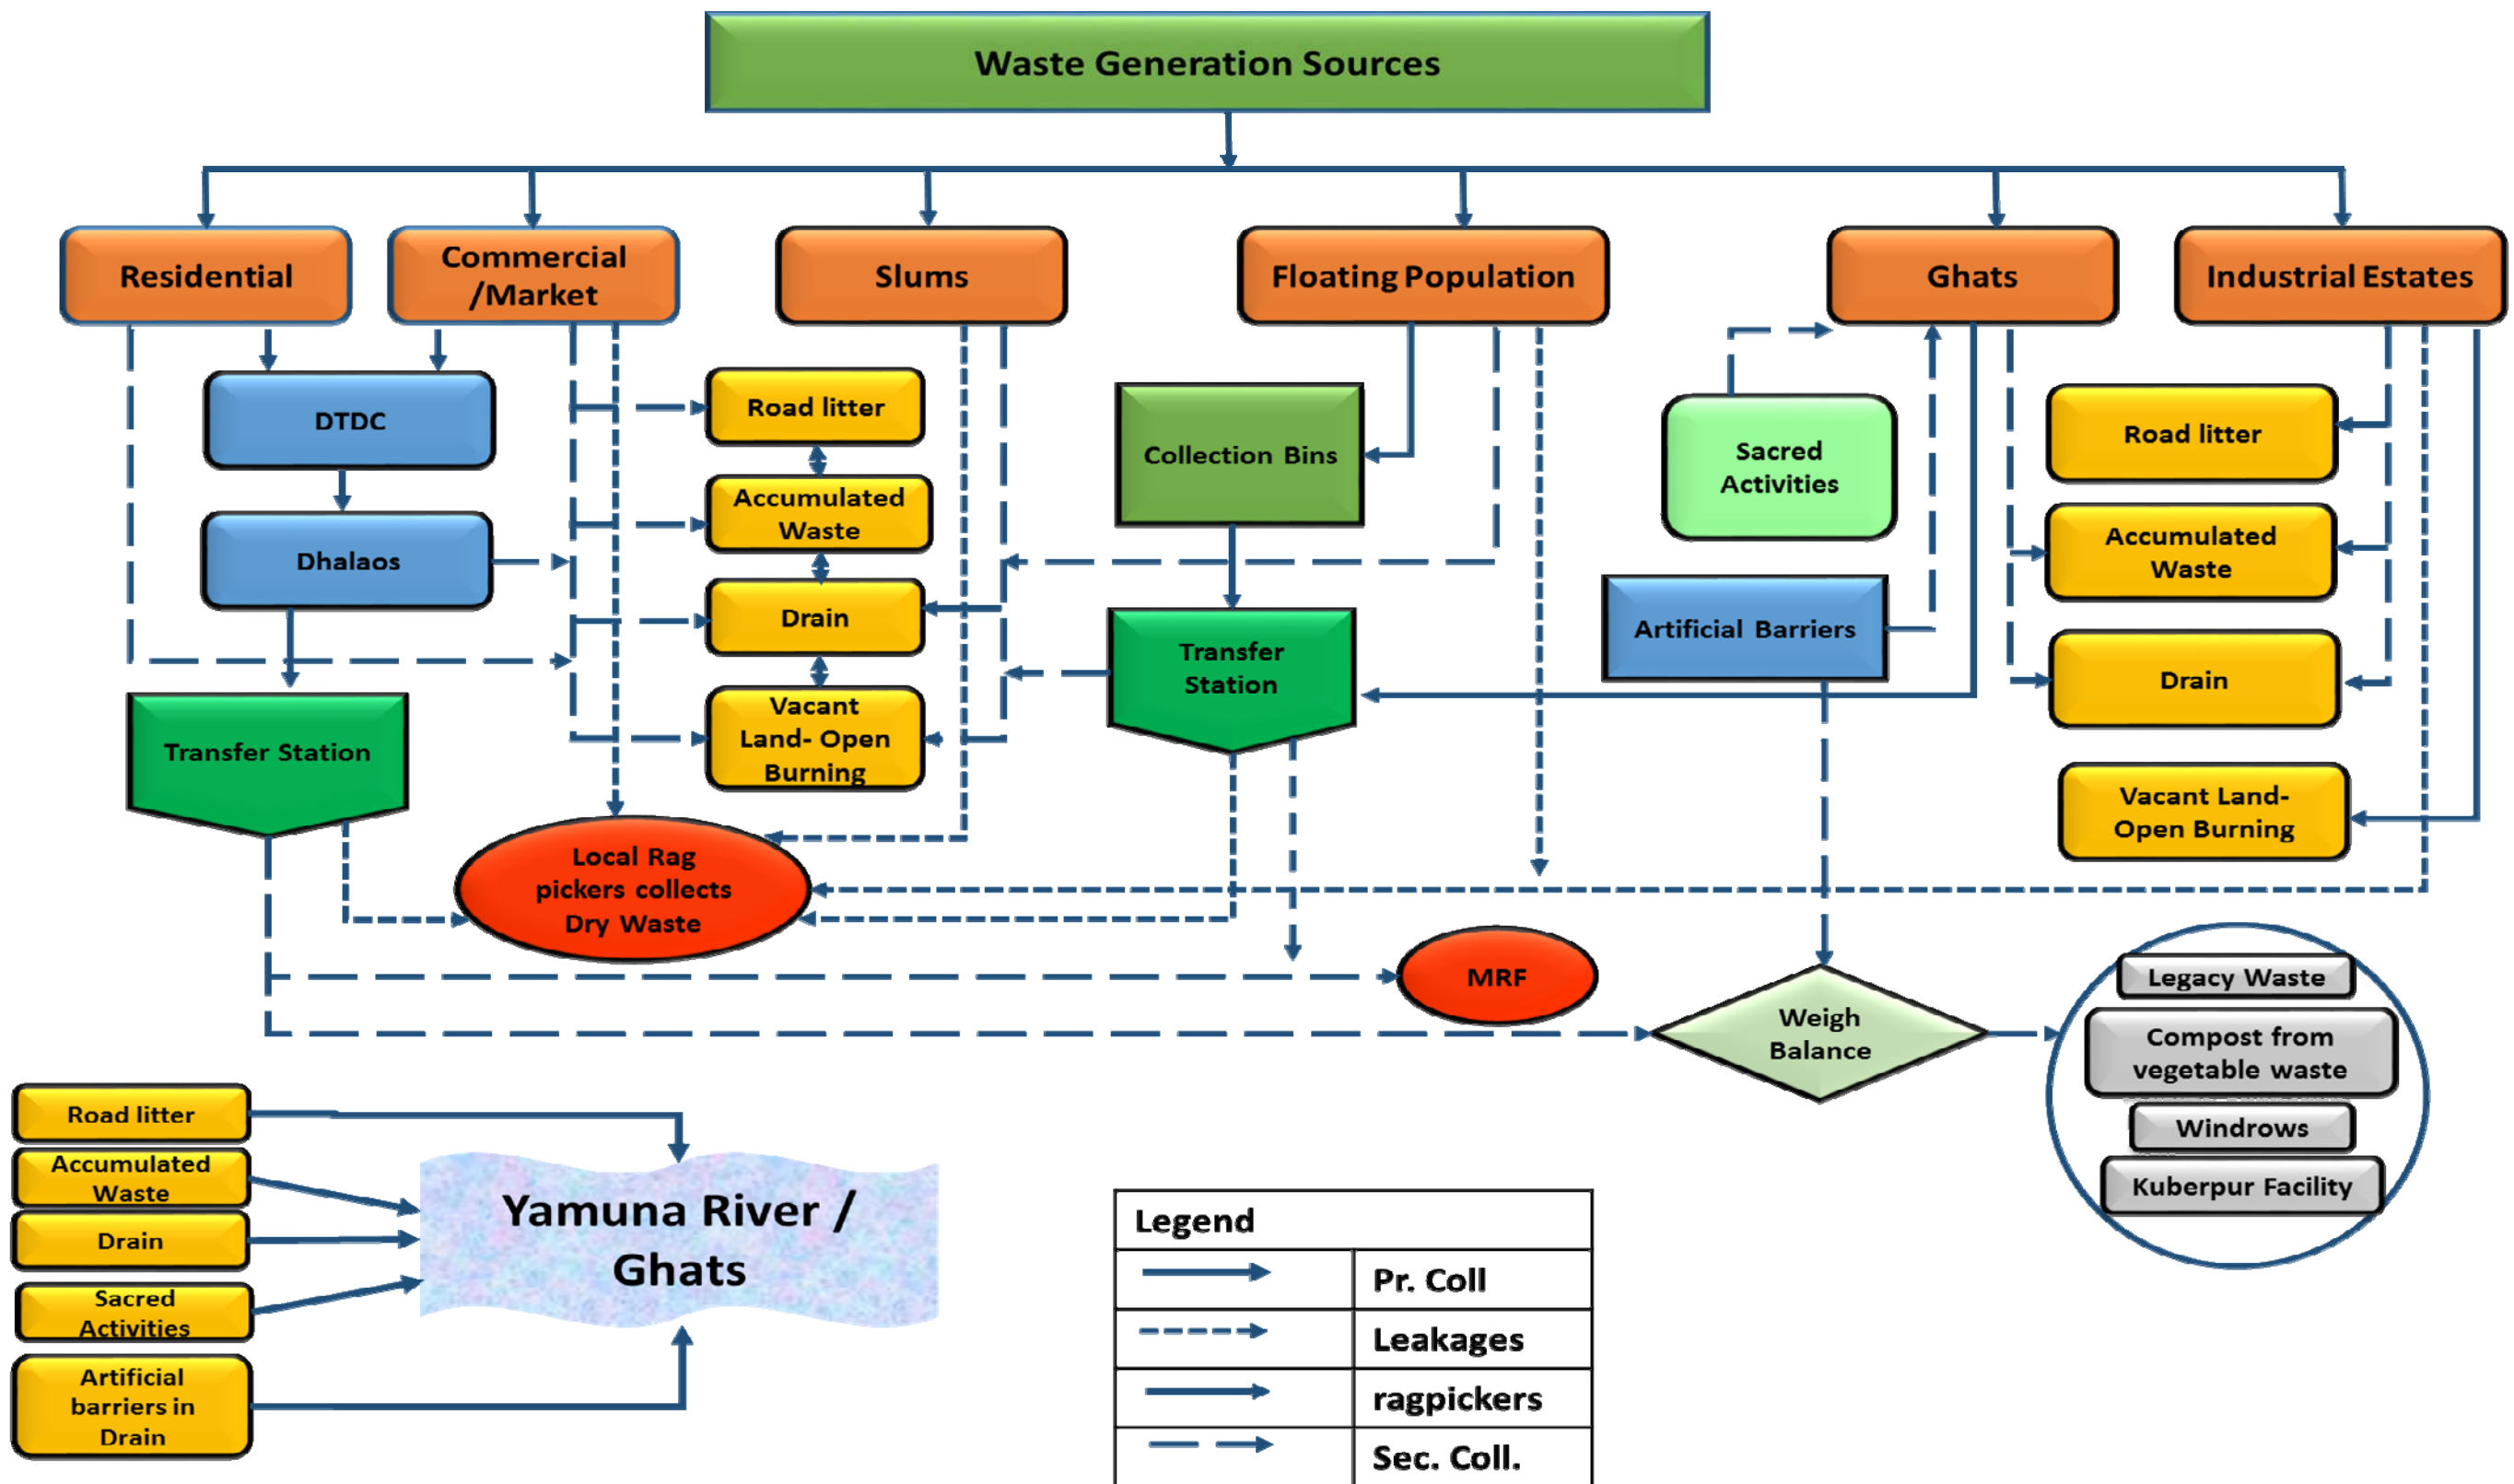 Waste Generation Sources
Residential
Commercial
/Market
Slums
Floating Population
Ghats
Industrial Estates
DTDC
Dhalaos
Transfer Station
Road litter
Accumulated
Waste
Drain
Vacant
Land- Open
Burning
Collection Bins
Transfer
Station
Sacred
Activities
Artificial Barriers
Road litter
Accumulated
Waste
Drain
Vacant Land-
Open Burning
Local Rag
pickers collects
Dry Waste
MRF
Weigh
Balance
Legacy Waste
Compost from
vegetable waste
Windrows
Kuberpur Facility
Road litter
Accumulated
Waste
Drain
Sacred
Activities
Artificial
barriers in
Drain
Yamuna River /
Ghats
Legend
Pr. Coll
Leakages
ragpickers
Sec. Coll.